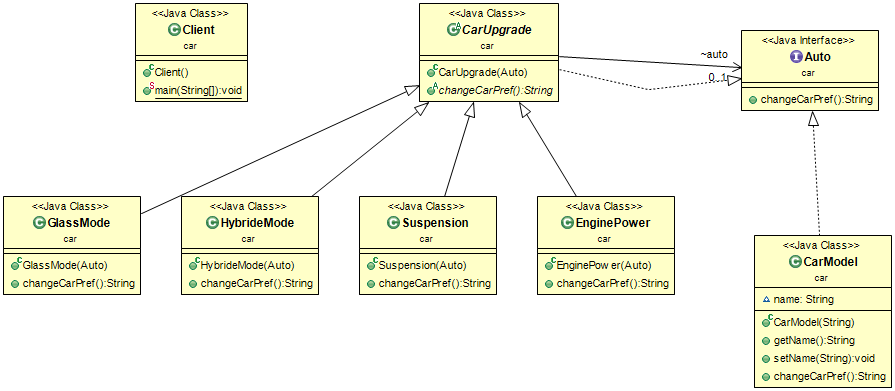 <<Java Class>>
Client
car
Client()
main(String[]):void
<<Java Class>>
CarUpgrade
car
CarUpgrade(Auto)
changeCarPref():String
~auto
0..1
<<Java Interface>>
Auto
car
changeCarPref():String
<<Java Class>>
GlassMode
car
GlassMode(Auto)
changeCarPref():String
<<Java Class>>
HybrideMode
car
HybrideMode(Auto)
changeCarPref():String
<<Java Class>>
Suspension
car
Suspension(Auto)
changeCarPref():String
<<Java Class>>
EnginePower
car
EnginePower(Auto)
changeCarPref():String
<<Java Class>>
CarModel
car
name: String
CarModel(String)
getName():String
setName(String):void
changeCarPref():String